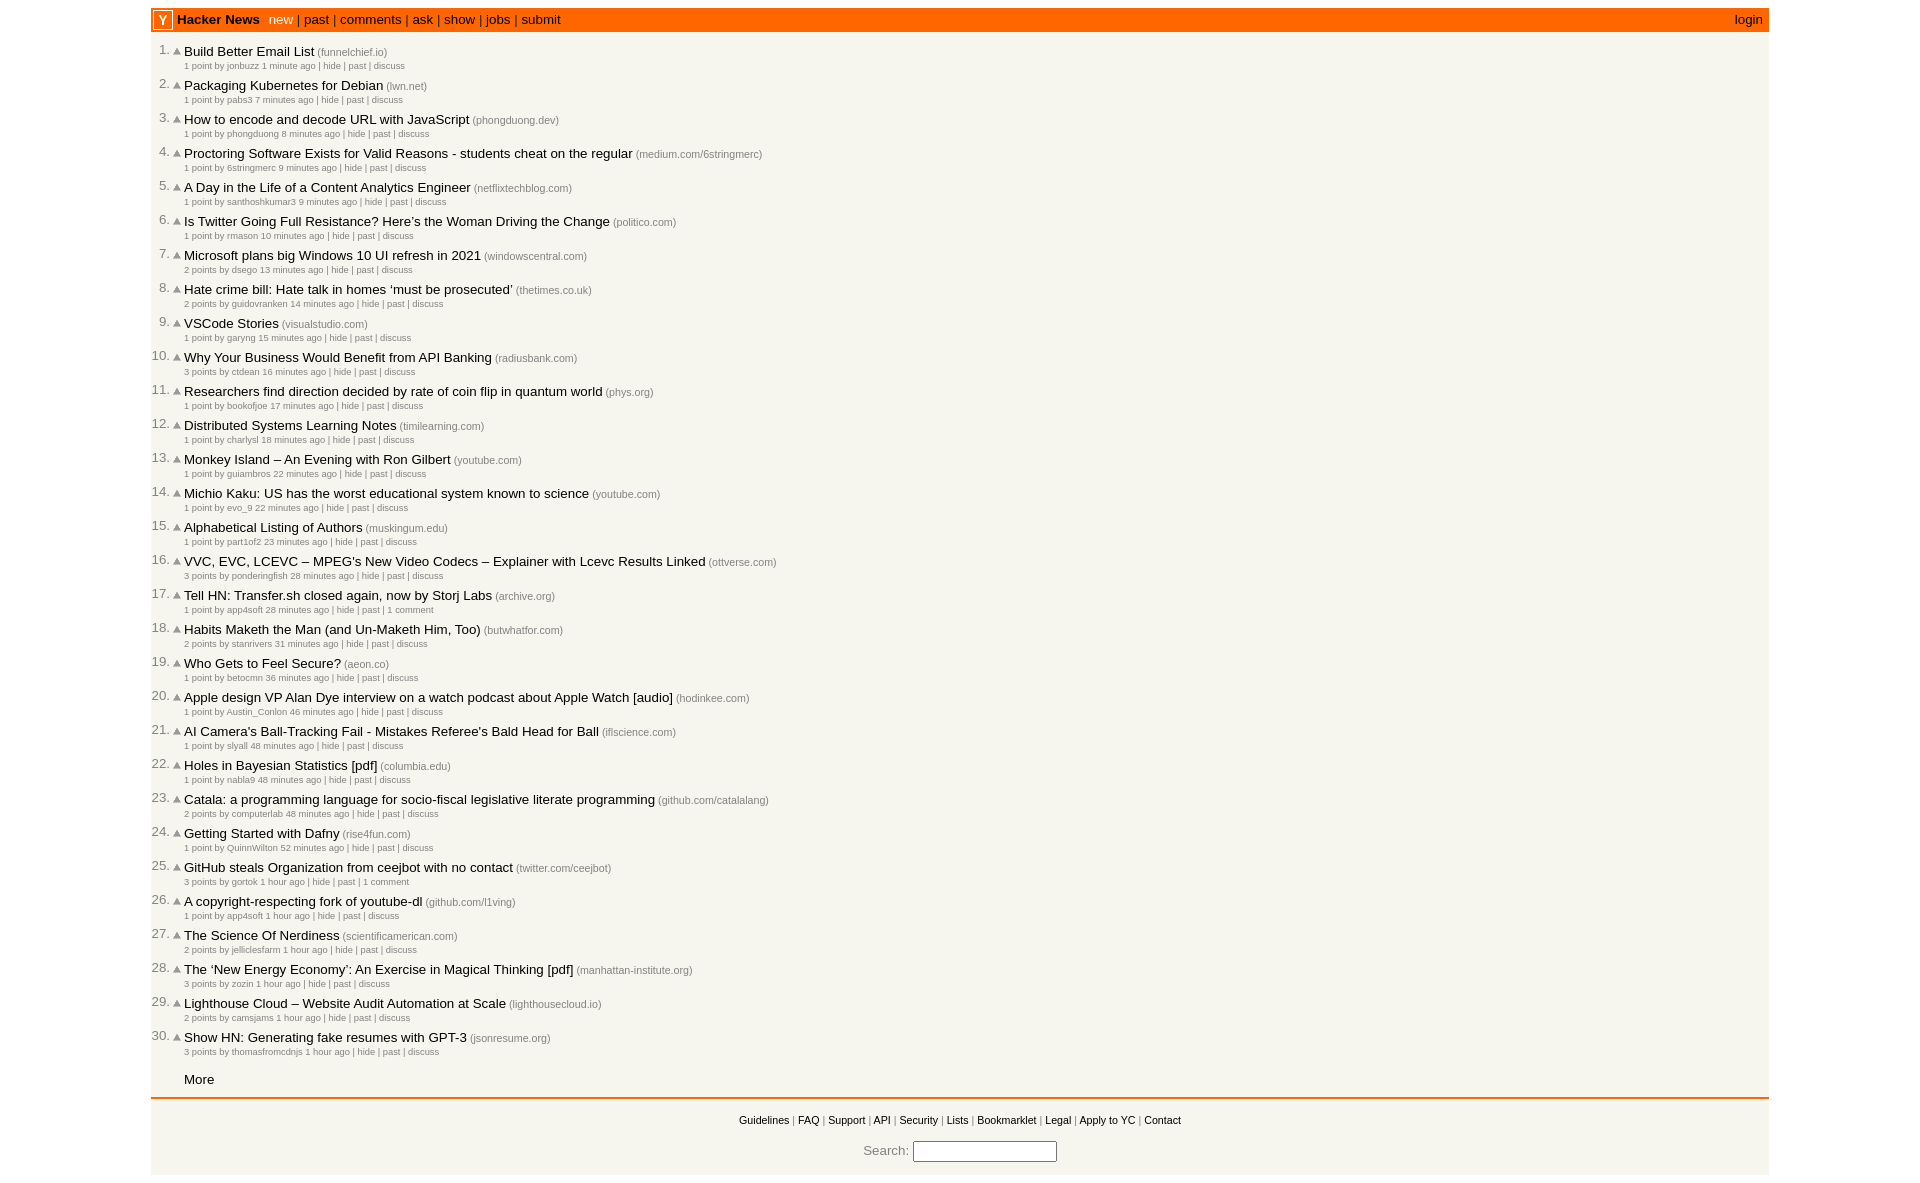 Y Hacker News new | past | comments | ask | show | jobs | submit login
1. Build Better Email List (funnelchief.io)
1 point by jonbuzz 1 minute ago | hide | past | discuss
2. Packaging Kubernetes for Debian (lwn.net)
1 point by pabs3 7 minutes ago | hide | past | discuss
3. How to encode and decode URL with JavaScript (phongduong.dev)
1 point by phongduong 8 minutes ago | hide | past | discuss
4. Proctoring Software Exists for Valid Reasons - students cheat on the regular (medium.com/6stringmerc)
1 point by 6stringmerc 9 minutes ago | hide | past | discuss
5. A Day in the Life of a Content Analytics Engineer (netflixtechblog.com)
1 point by santhoshkumar3 9 minutes ago | hide | past | discuss
6. Is Twitter Going Full Resistance? Here’s the Woman Driving the Change (politico.com)
1 point by rmason 10 minutes ago | hide | past | discuss
7. Microsoft plans big Windows 10 UI refresh in 2021 (windowscentral.com)
2 points by dsego 13 minutes ago | hide | past | discuss
8. Hate crime bill: Hate talk in homes ‘must be prosecuted’ (thetimes.co.uk)
2 points by guidovranken 14 minutes ago | hide | past | discuss
9. VSCode Stories (visualstudio.com)
1 point by garyng 15 minutes ago | hide | past | discuss
10. Why Your Business Would Benefit from API Banking (radiusbank.com)
3 points by ctdean 16 minutes ago | hide | past | discuss
11. Researchers find direction decided by rate of coin flip in quantum world (phys.org)
1 point by bookofjoe 17 minutes ago | hide | past | discuss
12. Distributed Systems Learning Notes (timilearning.com)
1 point by charlysl 18 minutes ago | hide | past | discuss
13. Monkey Island – An Evening with Ron Gilbert (youtube.com)
1 point by guiambros 22 minutes ago | hide | past | discuss
14. Michio Kaku: US has the worst educational system known to science (youtube.com)
1 point by evo_9 22 minutes ago | hide | past | discuss
15. Alphabetical Listing of Authors (muskingum.edu)
1 point by part1of2 23 minutes ago | hide | past | discuss
16. VVC, EVC, LCEVC – MPEG's New Video Codecs – Explainer with Lcevc Results Linked (ottverse.com)
3 points by ponderingfish 28 minutes ago | hide | past | discuss
17. Tell HN: Transfer.sh closed again, now by Storj Labs (archive.org)
1 point by app4soft 28 minutes ago | hide | past | 1 comment
18. Habits Maketh the Man (and Un-Maketh Him, Too) (butwhatfor.com)
2 points by stanrivers 31 minutes ago | hide | past | discuss
19. Who Gets to Feel Secure? (aeon.co)
1 point by betocmn 36 minutes ago | hide | past | discuss
20. Apple design VP Alan Dye interview on a watch podcast about Apple Watch [audio] (hodinkee.com)
1 point by Austin_Conlon 46 minutes ago | hide | past | discuss
21. AI Camera's Ball-Tracking Fail - Mistakes Referee's Bald Head for Ball (iflscience.com)
1 point by slyall 48 minutes ago | hide | past | discuss
22. Holes in Bayesian Statistics [pdf] (columbia.edu)
1 point by nabla9 48 minutes ago | hide | past | discuss
23. Catala: a programming language for socio-fiscal legislative literate programming (github.com/catalalang)
2 points by computerlab 48 minutes ago | hide | past | discuss
24. Getting Started with Dafny (rise4fun.com)
1 point by QuinnWilton 52 minutes ago | hide | past | discuss
25. GitHub steals Organization from ceejbot with no contact (twitter.com/ceejbot)
3 points by gortok 1 hour ago | hide | past | 1 comment
26. A copyright-respecting fork of youtube-dl (github.com/l1ving)
1 point by app4soft 1 hour ago | hide | past | discuss
27. The Science Of Nerdiness (scientificamerican.com)
2 points by jelliclesfarm 1 hour ago | hide | past | discuss
28. The ‘New Energy Economy’: An Exercise in Magical Thinking [pdf] (manhattan-institute.org)
3 points by zozin 1 hour ago | hide | past | discuss
29. Lighthouse Cloud – Website Audit Automation at Scale (lighthousecloud.io)
2 points by camsjams 1 hour ago | hide | past | discuss
30. Show HN: Generating fake resumes with GPT-3 (jsonresume.org)
3 points by thomasfromcdnjs 1 hour ago | hide | past | discuss
More
Guidelines | FAQ | Support | API | Security | Lists | Bookmarklet | Legal | Apply to YC | Contact
Search: